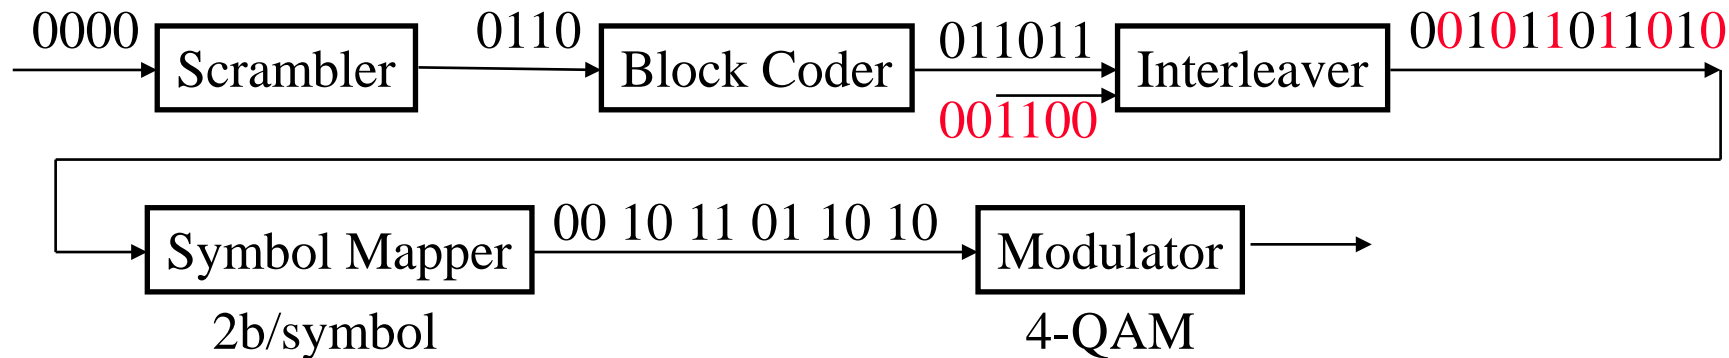 0000
Scrambler
0110
Block Coder
011011
001100
Interleaver
001011011010
Symbol Mapper
2b/symbol
00 10 11 01 10 10
Modulator
4-QAM